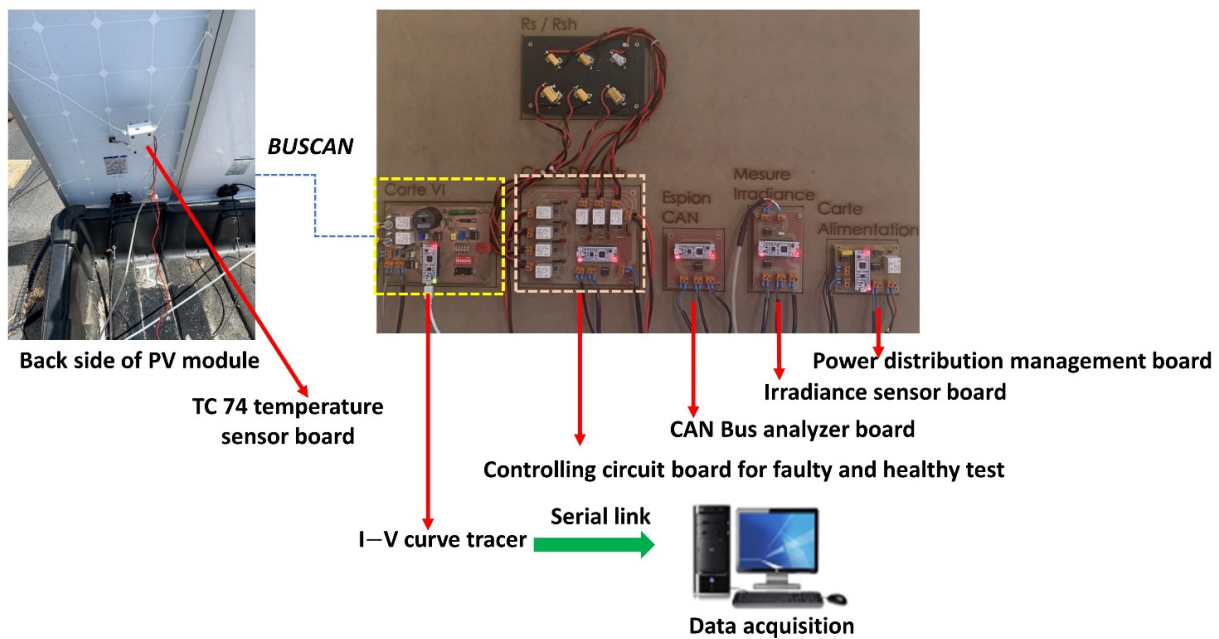 Rs / Rsh
BUSCAN
Carte VI
Espion
CAN
Mesure
Irradiance
Carte
Alimentation
Back side of PV module
TC 74 temperature
sensor board
Power distribution management board
Irradiance sensor board
CAN Bus analyzer board
Controlling circuit board for faulty and healthy test
Serial link
I−V curve tracer
Data acquisition